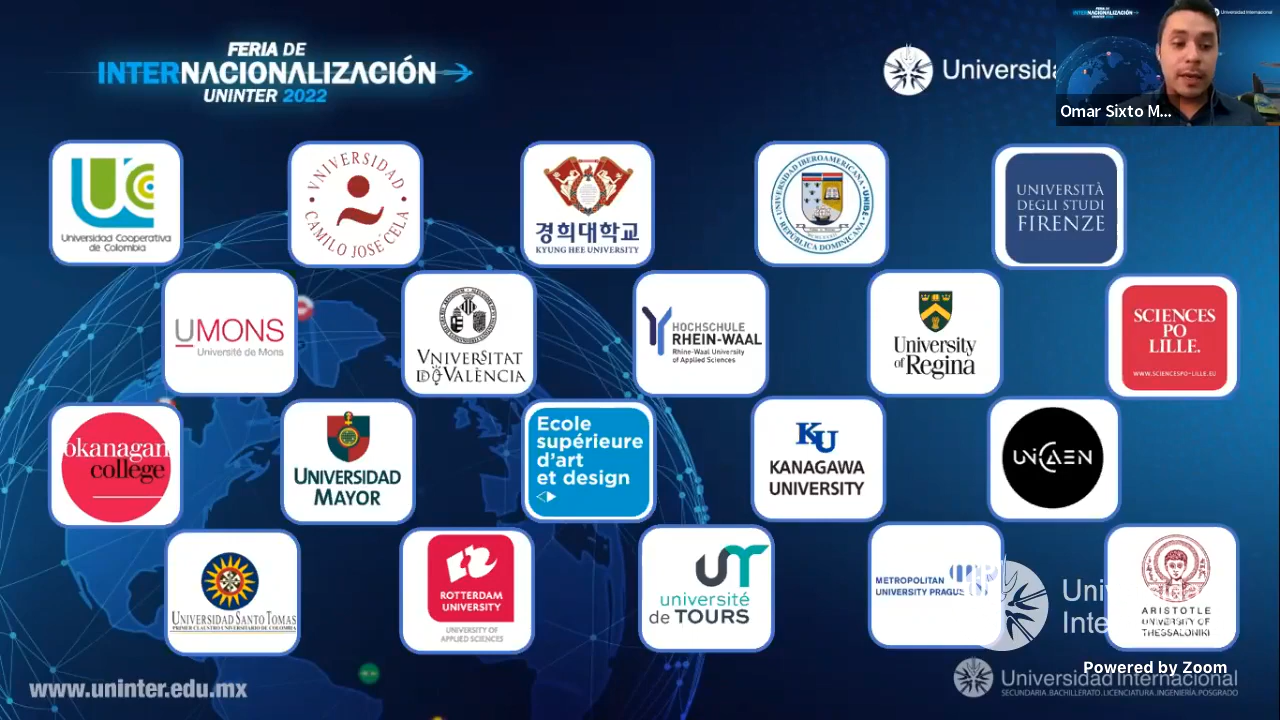 FERIA DE
INTERNACIONALIZACIÓN
UNINTER 2022
Universida
Omar Sixto M...
UC
Universidad Cooperativa
de Colombia
VNIVERSIDAD
CAMILO JOSE CELA
경희대학교
KYUNG HEE UNIVERSITY
UNIVERSIDAD IBEROAMERICANA · UNIBE
REPÚBLICA DOMINICANA
UNIVERSITÀ
DEGLI STUDI
FIRENZE
UMONS
Université de Mons
VNIVERSITAT
DE VALÈNCIA
HOCHSCHULE
RHEIN-WAAL
Rhine-Waal University
of Applied Sciences
University
of Regina
SCIENCES
PO
LILLE.
WWW.SCIENCESPO-LILLE.EU
okanagan
college
UNIVERSIDAD
MAYOR
Ecole
supérieure
d'art
et design
KU
KANAGAWA
UNIVERSITY
UNICAEN
UNIVERSIDAD SANTO TOMAS
PRIMER CLAUSTRO UNIVERSITARIO DE COLOMBIA
ROTTERDAM
UNIVERSITY
UNIVERSITY OF
APPLIED SCIENCES
UT
université
de TOURS
METROPOLITAN
UNIVERSITY PRAGUE
ARISTOTLE
UNIVERSITY OF
THESSALONIKI
Uni
Inte
Powered by Zoom
www.uninter.edu.mx
Universidad Internacional
SECUNDARIA.BACHILLERATO.LICENCIATURA.INGENIERÍA.POSGRADO